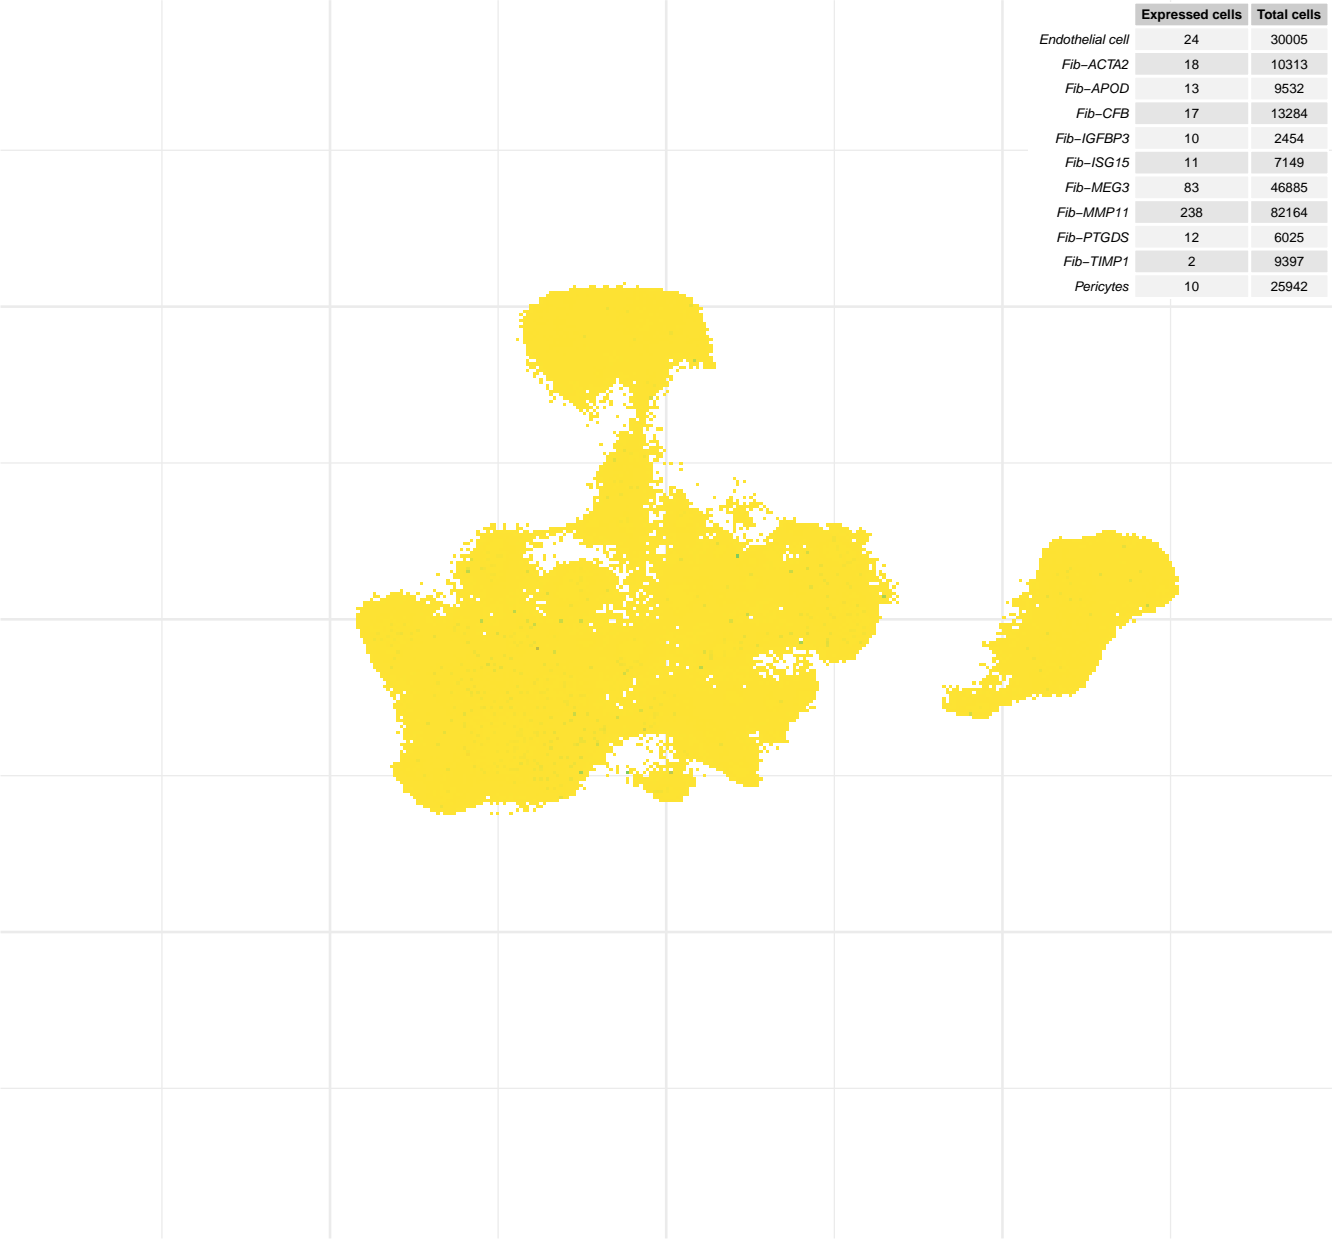 Expressed cells Total cells
Endothelial cell 24 30005
Fib−ACTA2 18 10313
Fib−APOD 13 9532
Fib−CFB 17 13284
Fib−IGFBP3 10 2454
Fib−ISG15 11 7149
Fib−MEG3 83 46885
Fib−MMP11 238 82164
Fib−PTGDS 12 6025
Fib−TIMP1 2 9397
Pericytes 10 25942